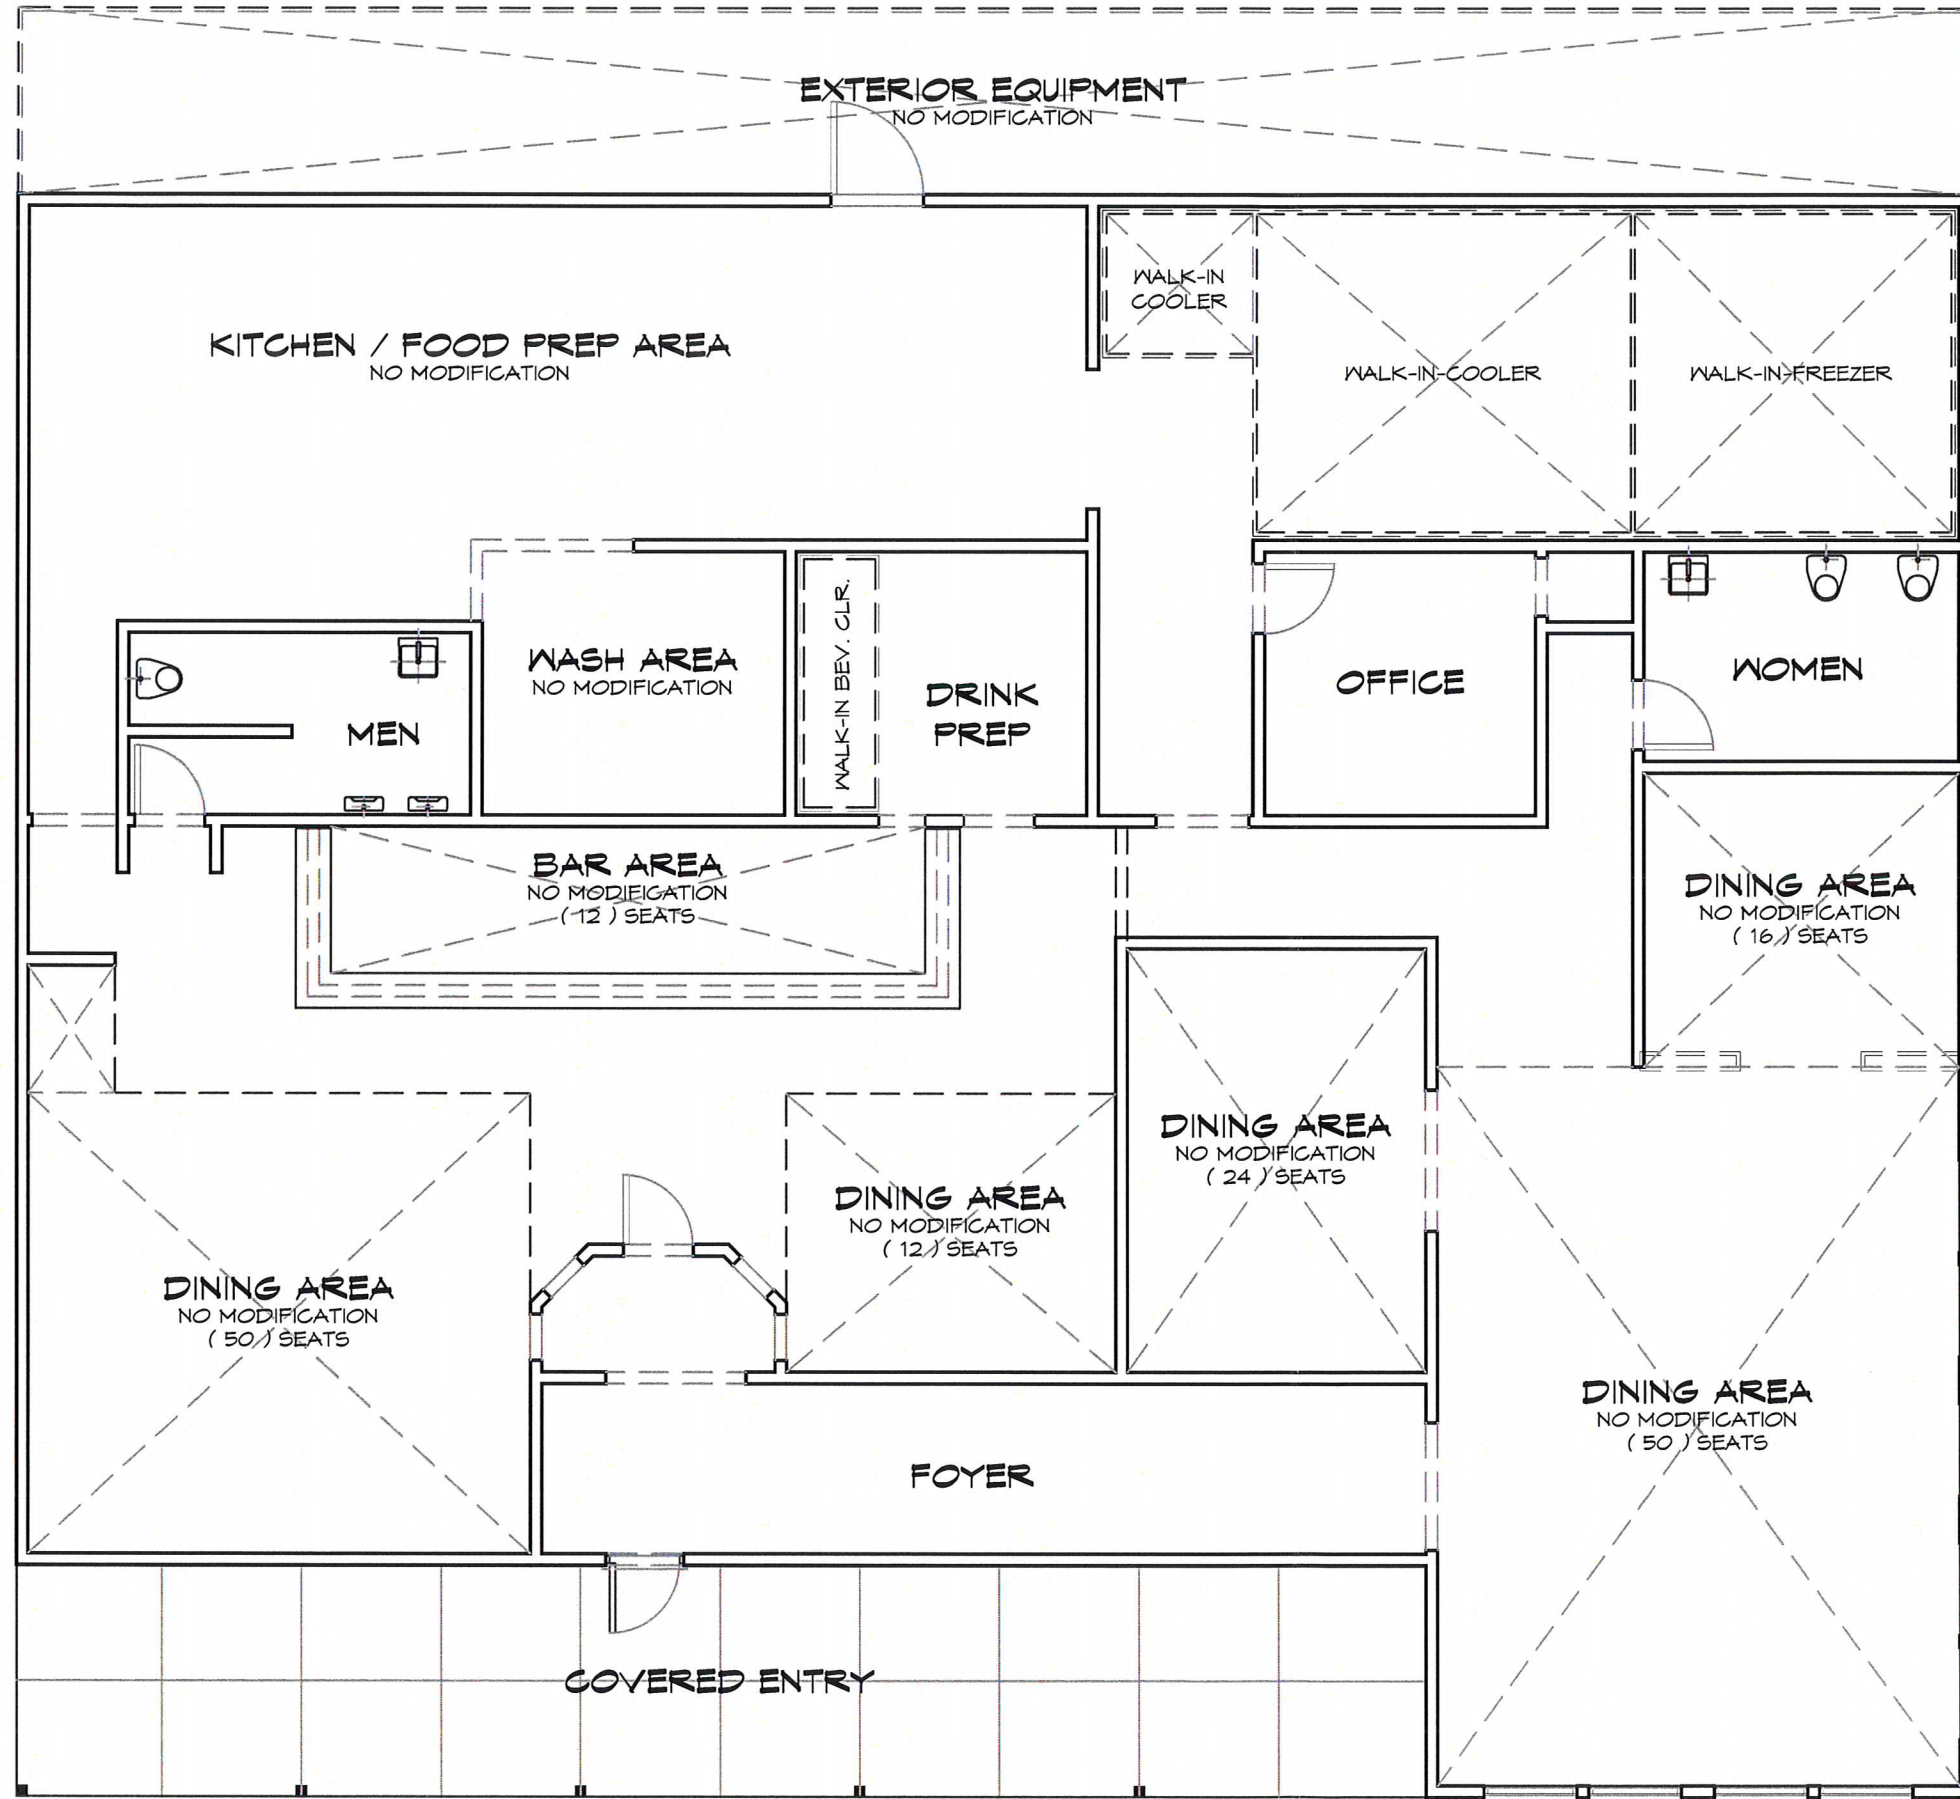 EXTERIOR EQUIPMENT
NO MODIFICATION
WALK-IN
COOLER
KITCHEN / FOOD PREP AREA
NO MODIFICATION
WALK-IN-COOLER
WALK-IN-FREEZER
WASH AREA
NO MODIFICATION
WALK-IN BEV. CLR.
DRINK
PREP
OFFICE
WOMEN
MEN
BAR AREA
NO MODIFICATION
( 12 ) SEATS
DINING AREA
NO MODIFICATION
( 16 ) SEATS
DINING AREA
NO MODIFICATION
( 24 ) SEATS
DINING AREA
NO MODIFICATION
( 12 ) SEATS
DINING AREA
NO MODIFICATION
( 50 ) SEATS
DINING AREA
NO MODIFICATION
( 50 ) SEATS
FOYER
COVERED ENTRY